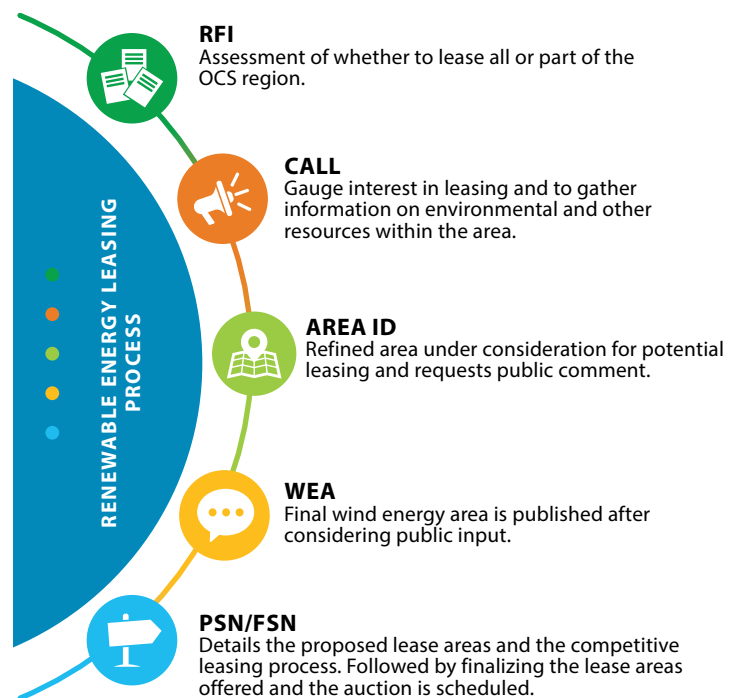 RENEWABLE ENERGY LEASING
PROCESS
RFI
Assessment of whether to lease all or part of the
OCS region.
CALL
Gauge interest in leasing and to gather
information on environmental and other
resources within the area.
AREA ID
Refined area under consideration for potential
leasing and requests public comment.
WEA
Final wind energy area is published after
considering public input.
PSN/FSN
Details the proposed lease areas and the competitive
leasing process. Followed by finalizing the lease areas
offered and the auction is scheduled.